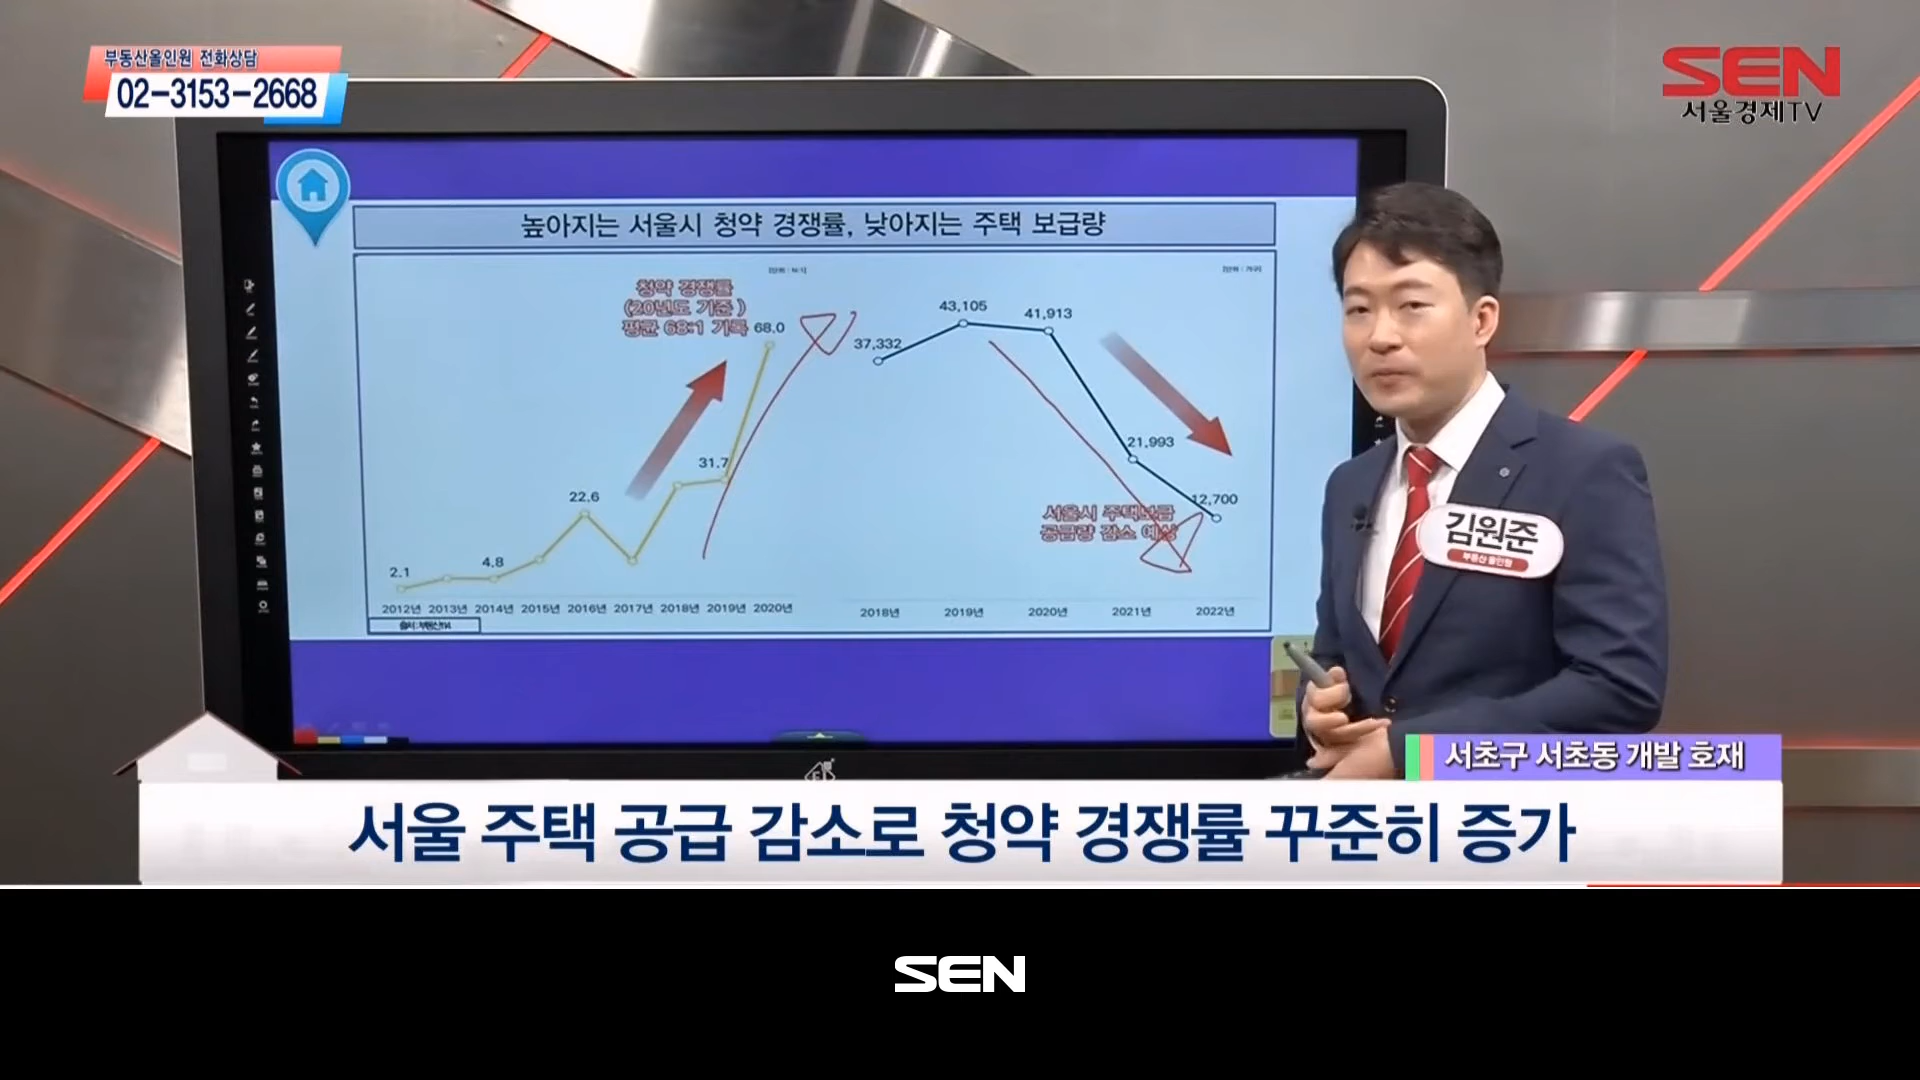 부동산올인원 전화상담
02-3153-2668
SEN
서울경제TV
높아지는 서울시 청약 경쟁률, 낮아지는 주택 보급량
청약 경쟁률
(20년도 기준)
평균 68:1 기록
68.0
31.7
22.6
4.8
2.1
2012년 2013년 2014년 2015년 2016년 2017년 2018년 2019년 2020년
37,332
43,105
41,913
21,993
12,700
서울시 주택보급
공급량 감소 예상
2018년 2019년 2020년 2021년 2022년
김원준
부동산 올인원
서초구 서초동 개발 호재
서울 주택 공급 감소로 청약 경쟁률 꾸준히 증가
SEN